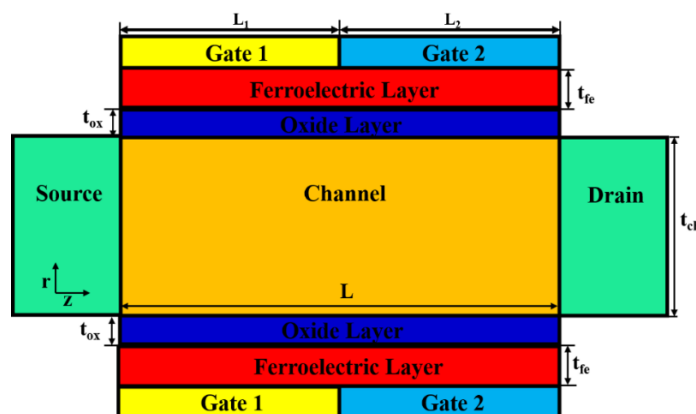 L₁ L₂
Gate 1 Gate 2
Ferroelectric Layer tfe
tox Oxide Layer
Source Channel Drain
tcl
r
z
L
tox Oxide Layer
Ferroelectric Layer tfe
Gate 1 Gate 2